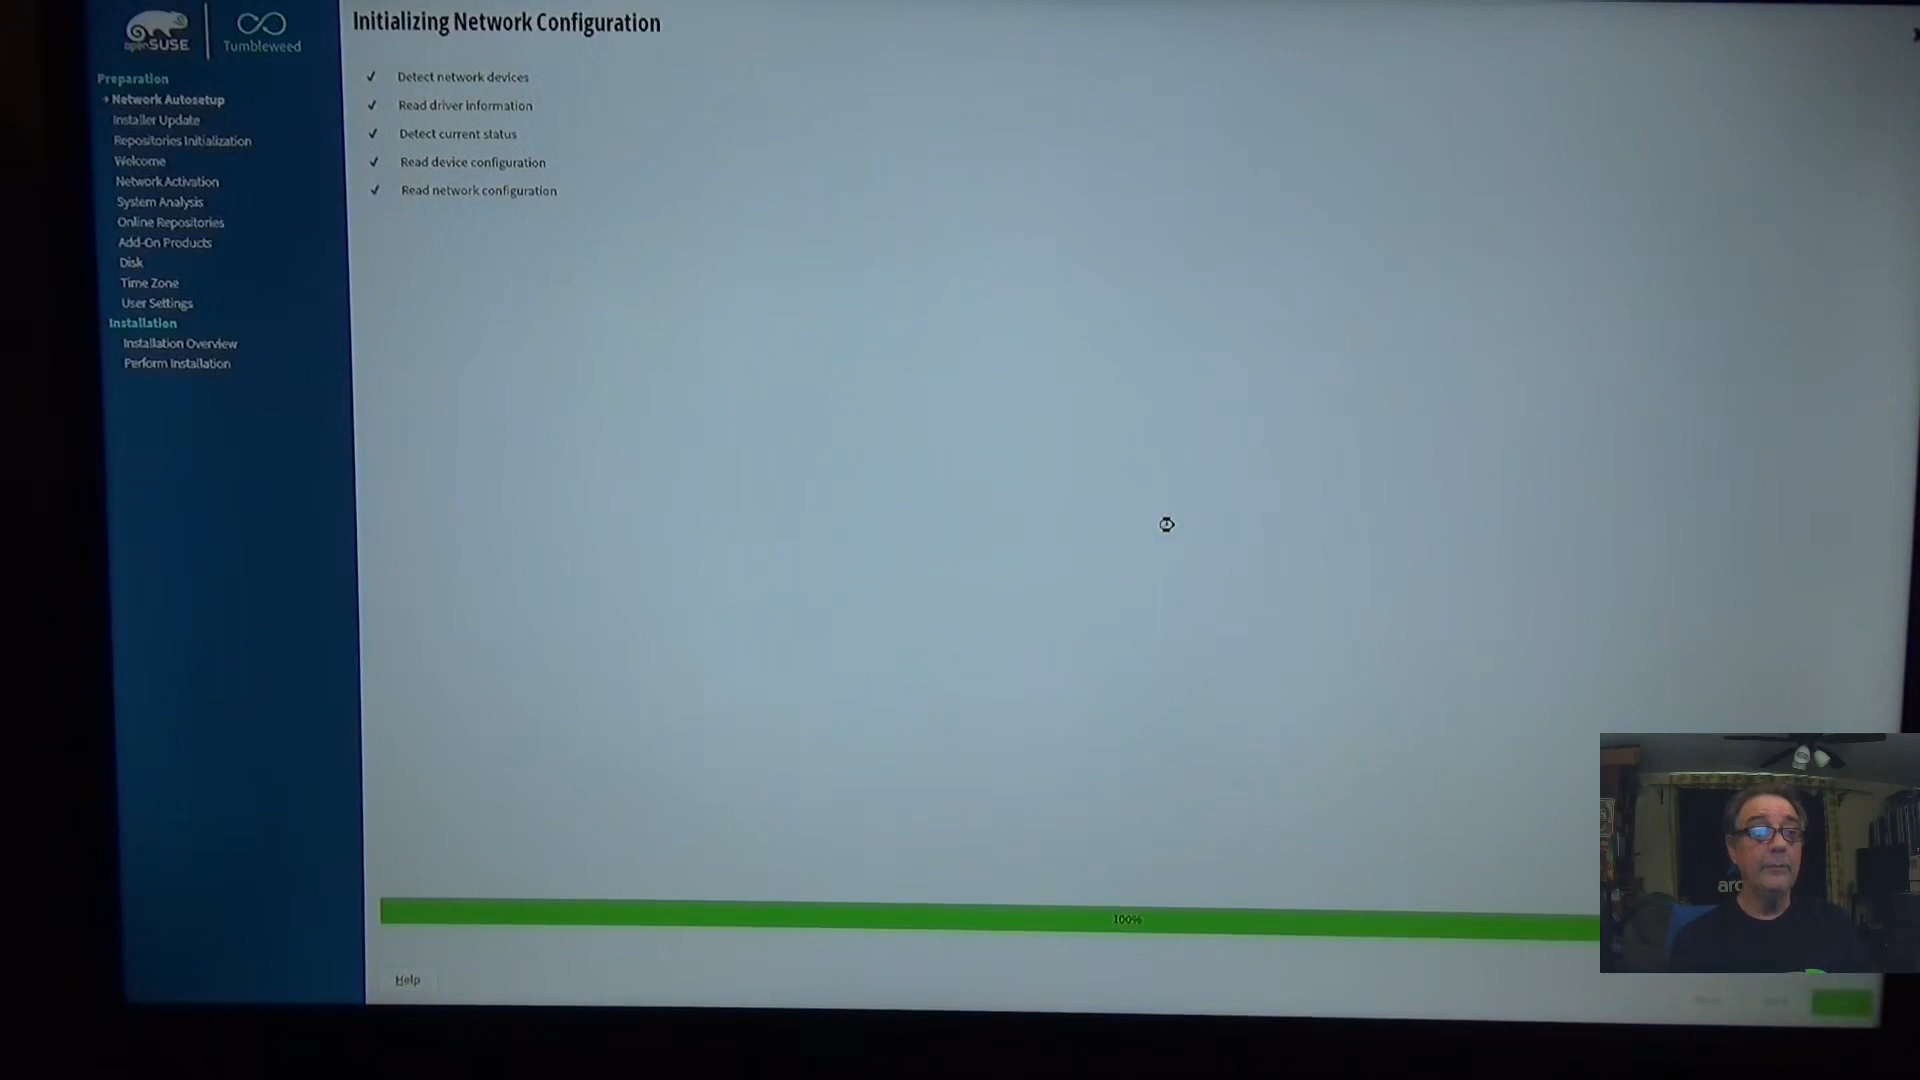 openSUSE
Tumbleweed
Preparation
Network Autosetup
Installer Update
Repositories Initialization
Welcome
Network Activation
System Analysis
Online Repositories
Add-On Products
Disk
Time Zone
User Settings
Installation
Installation Overview
Perform Installation
Initializing Network Configuration
Detect network devices
Read driver information
Detect current status
Read device configuration
Read network configuration
100%
Help